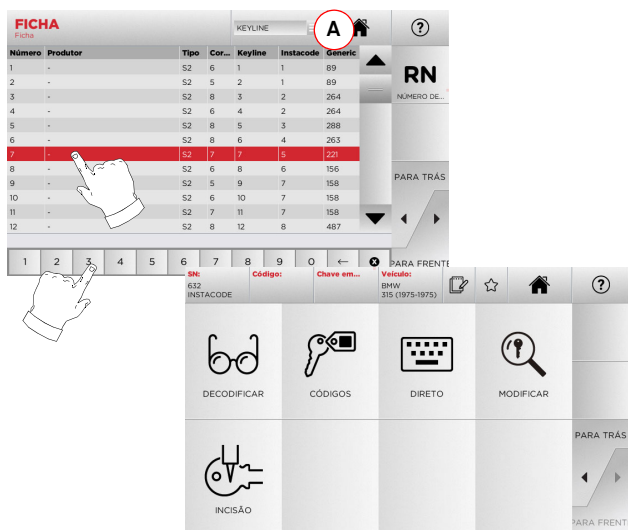 FICHA
Ficha
KEYLINE
A
?
Número Produtor Tipo Cor... Keyline Instacode Generic
1 - S2 6 1 1 89
2 - S2 5 2 1 89
3 - S2 8 3 2 264
4 - S2 6 4 2 264
5 - S2 8 5 3 288
6 - S2 8 6 4 263
7 - S2 7 7 5 221
8 - S2 6 8 6 156
9 - S2 5 9 7 158
10 - S2 6 10 7 158
11 - S2 7 11 7 158
12 - S2 8 12 8 487
RN
NÚMERO DE...
PARA TRÁS
PARA FRENTE
1 2 3 4 5 6 7 8 9 0 ←
SN: Código: Chave em... Veículo:
632 BMW
INSTACODE 315 (1975-1975)
?
DECODIFICAR CÓDIGOS DIRETO MODIFICAR
PARA TRÁS
INCISÃO
PARA FRENT